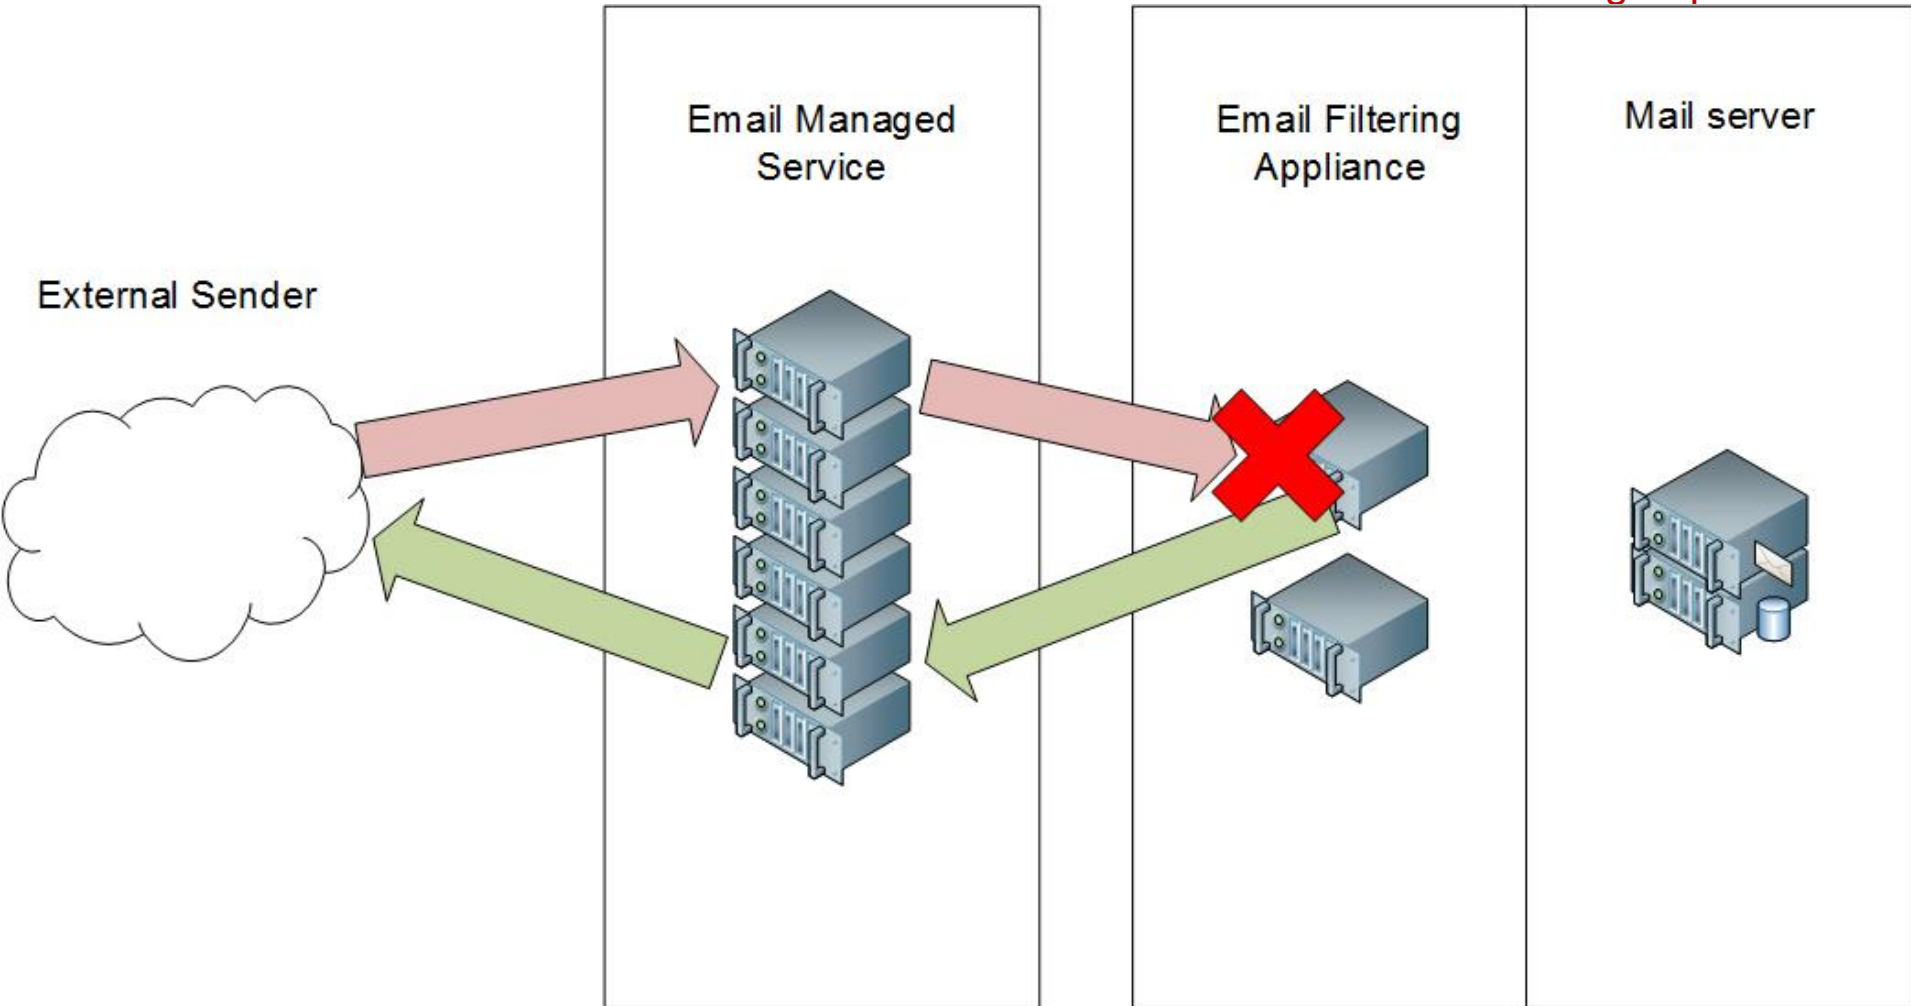 Email Managed
Service
Email Filtering
Appliance
Mail server
External Sender